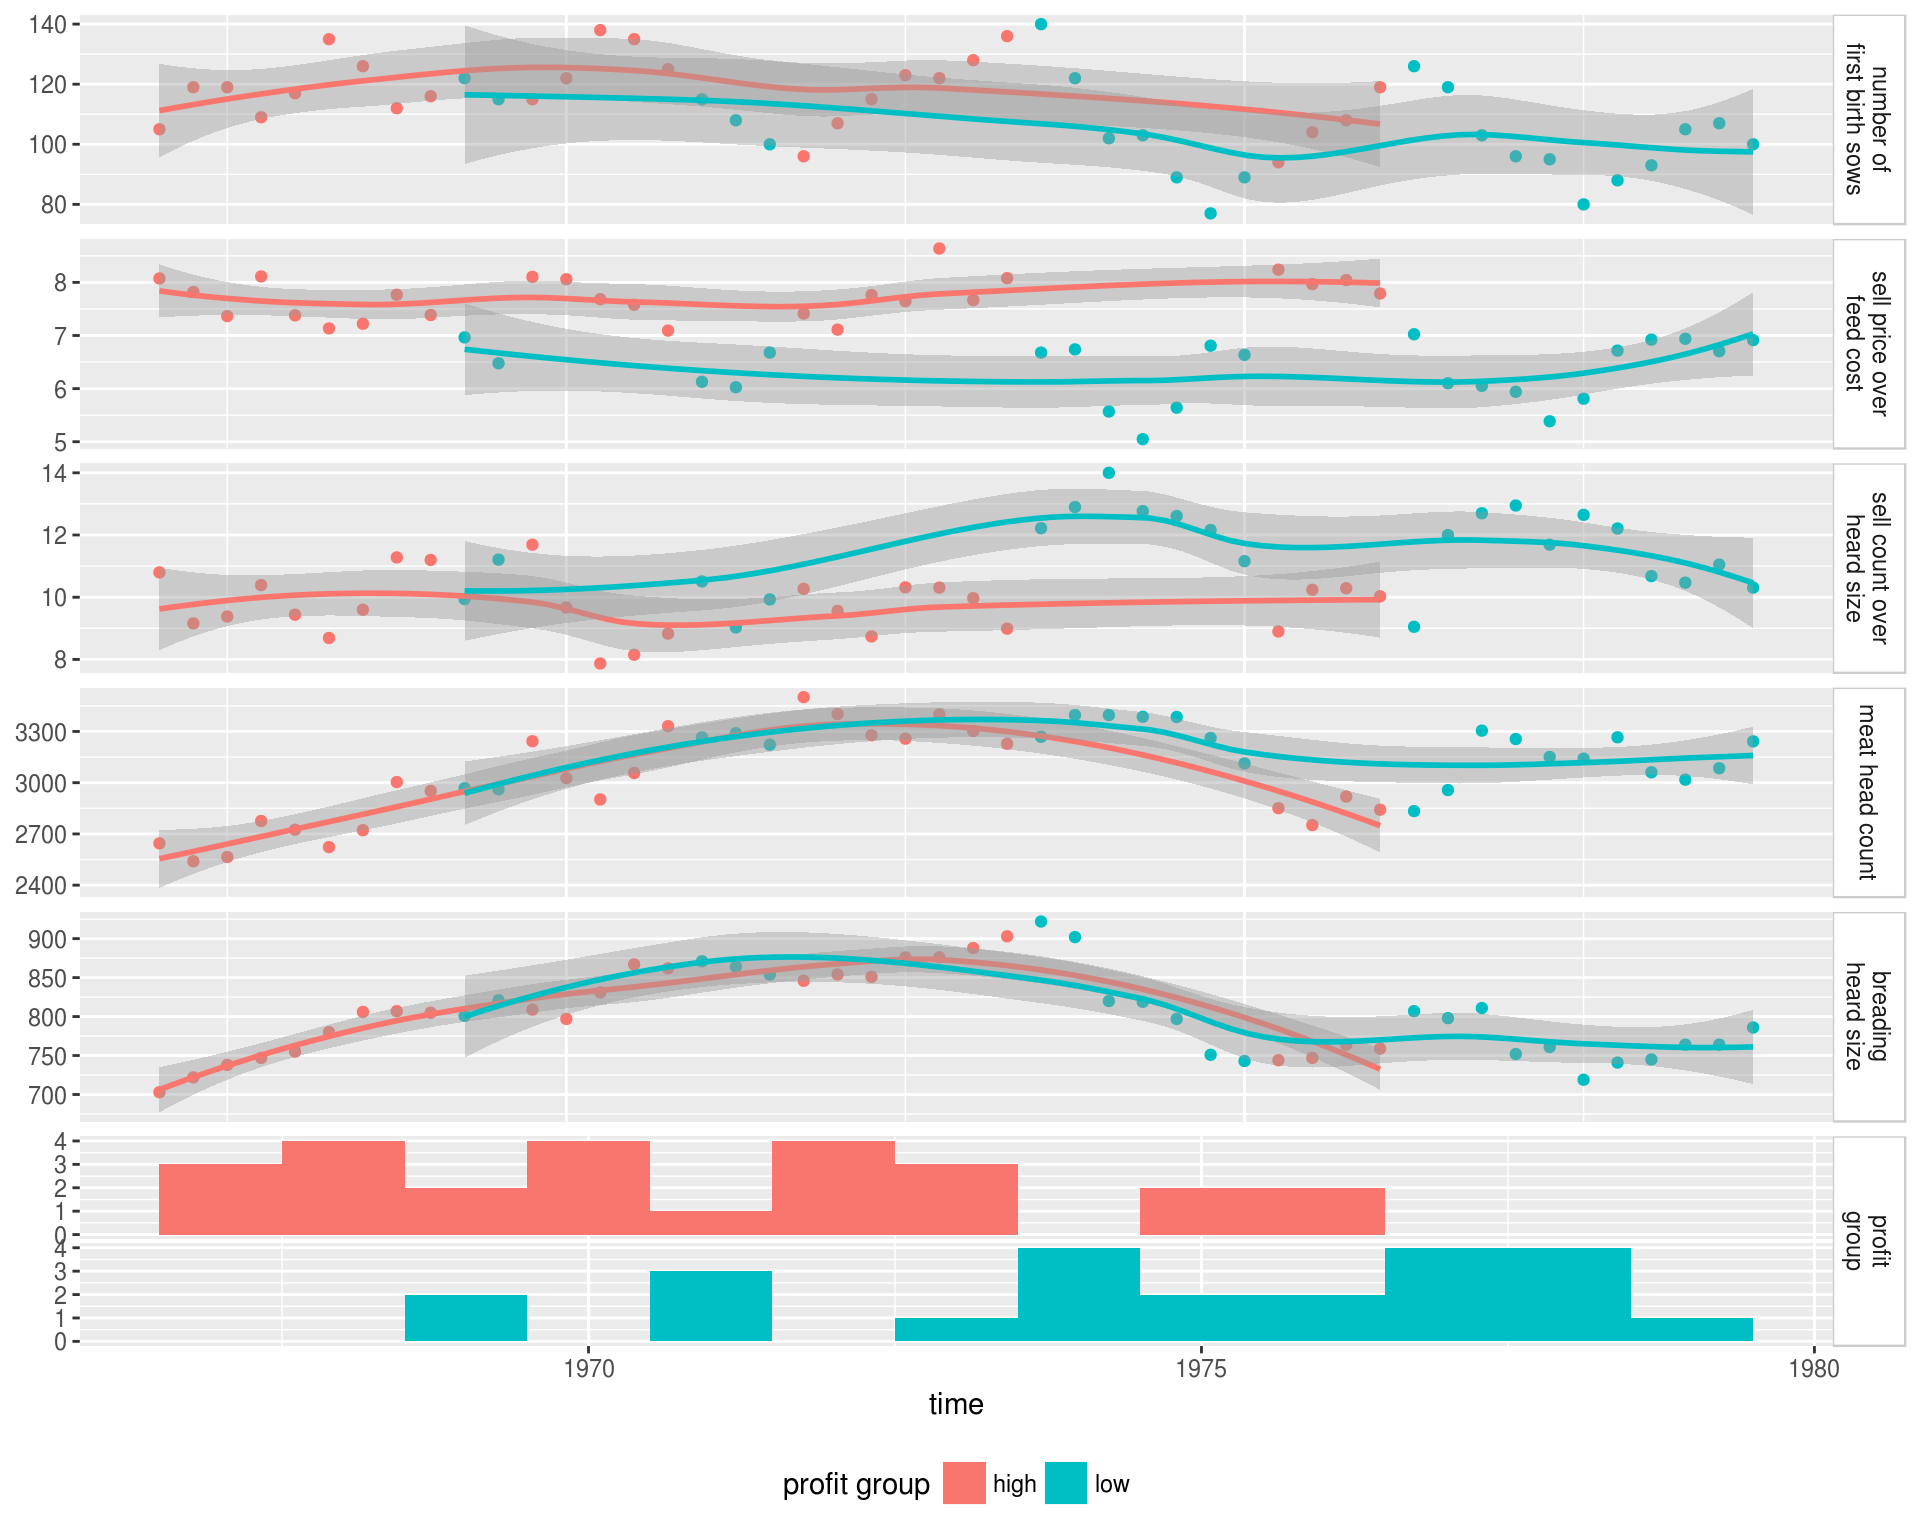 140
120
100
80
number of
first birth sows
8
7
6
5
sell price over
feed cost
14
12
10
8
sell count over
heard size
3300
3000
2700
2400
meat head count
900
850
800
750
700
breading
heard size
4
3
2
1
0
4
3
2
1
0
profit
group
1970 1975 1980
time
profit group high low